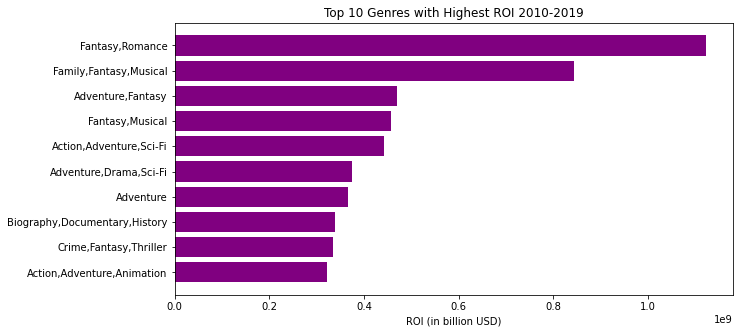 Top 10 Genres with Highest ROI 2010-2019
Fantasy,Romance
Family,Fantasy,Musical
Adventure,Fantasy
Fantasy,Musical
Action,Adventure,Sci-Fi
Adventure,Drama,Sci-Fi
Adventure
Biography,Documentary,History
Crime,Fantasy,Thriller
Action,Adventure,Animation
0.0 0.2 0.4 0.6 0.8 1.0
1e9
ROI (in billion USD)